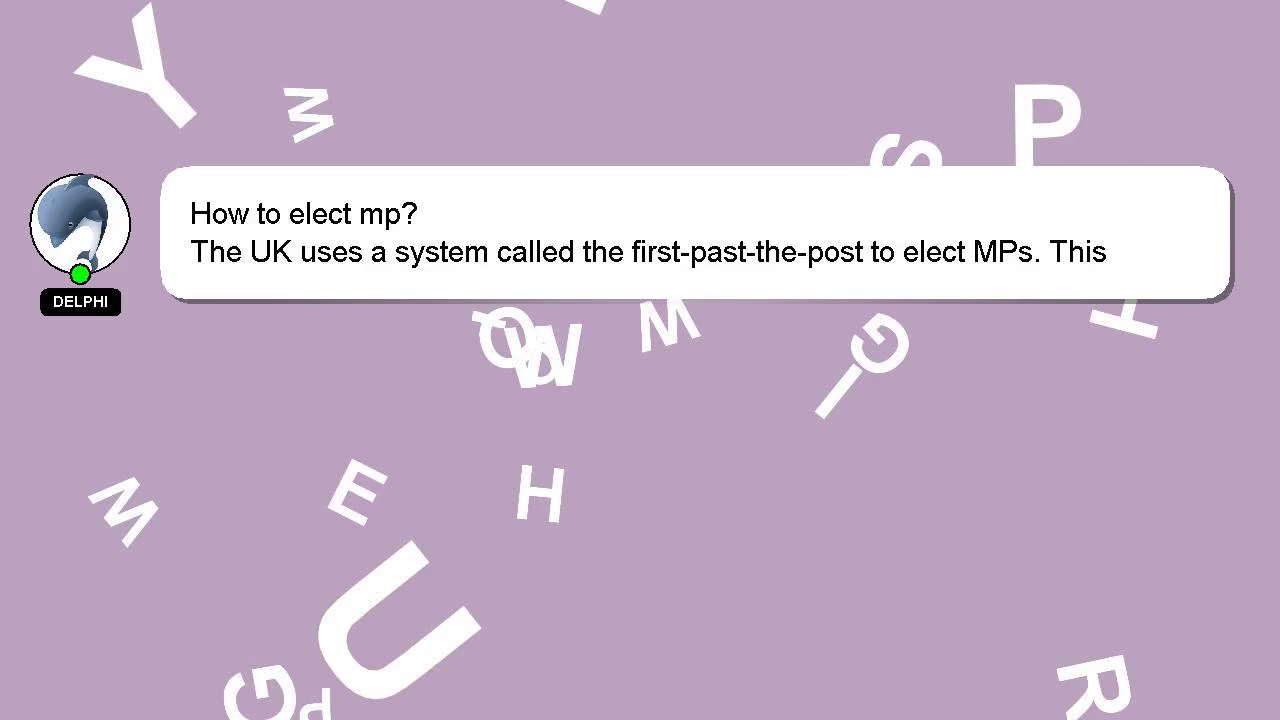 Y
W
P
S
How to elect mp?
The UK uses a system called the first-past-the-post to elect MPs. This
DELPHI
H
Q
W
W
G
I
E
H
W
U
G
R